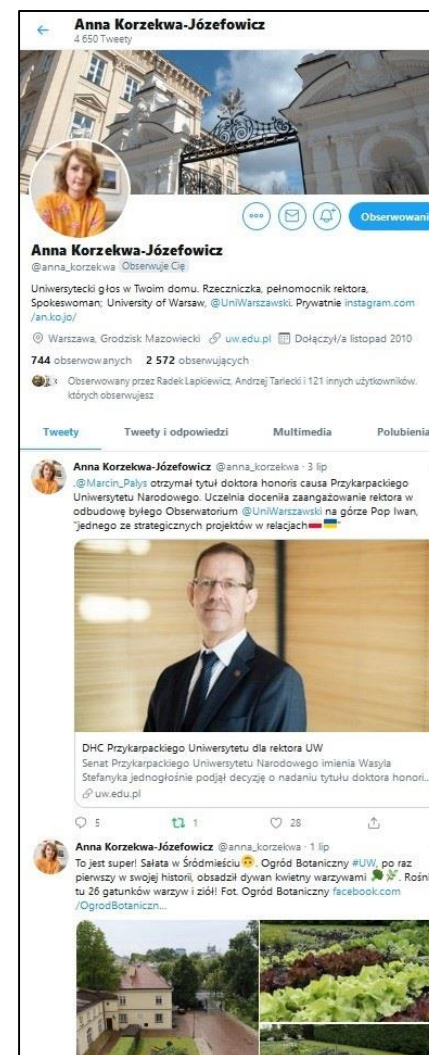 Anna Korzekwa-Józefowicz
4 650 Tweety
Obserwowani
Anna Korzekwa-Józefowicz
@anna_korzekwa Obserwuje Cię
Uniwersytecki głos w Twoim domu. Rzeczniczka, pełnomocnik rektora,
Spokeswoman; University of Warsaw, @UniWarszawski. Prywatnie instagram.com
/an.ko.jo/
Warszawa, Grodzisk Mazowiecki uw.edu.pl Dołączył/a listopad 2010
744 obserwowanych 2 572 obserwujących
Obserwowany przez Radek Lapkiewicz, Andrzej Tarlecki i 121 innych użytkowników.
których obserwujesz
Tweety Tweety i odpowiedzi Multimedia Polubienia
Anna Korzekwa-Józefowicz @anna_korzekwa · 3 lip
.@Marcin_Palys otrzymał tytuł doktora honoris causa Przykarpackiego
Uniwersytetu Narodowego. Uczelnia doceniła zaangażowanie rektora w
odbudowę byłego Obserwatorium @UniWarszawski na górze Pop Iwan,
"jednego ze strategicznych projektów w relacjach"
DHC Przykarpackiego Uniwersytetu dla rektora UW
Senat Przykarpackiego Uniwersytetu Narodowego imienia Wasyla
Stefanyka jednogłośnie podjął decyzję o nadaniu tytułu doktora honori...
uw.edu.pl
5 1 28
Anna Korzekwa-Józefowicz @anna_korzekwa · 1 lip
To jest super! Sałata w Śródmieściu. Ogród Botaniczny #UW, po raz
pierwszy w swojej historii, obsadził dywan kwietny warzywami. Rośni
tu 26 gatunków warzyw i ziół! Fot. Ogród Botaniczny facebook.com
/OgrodBotaniczn...